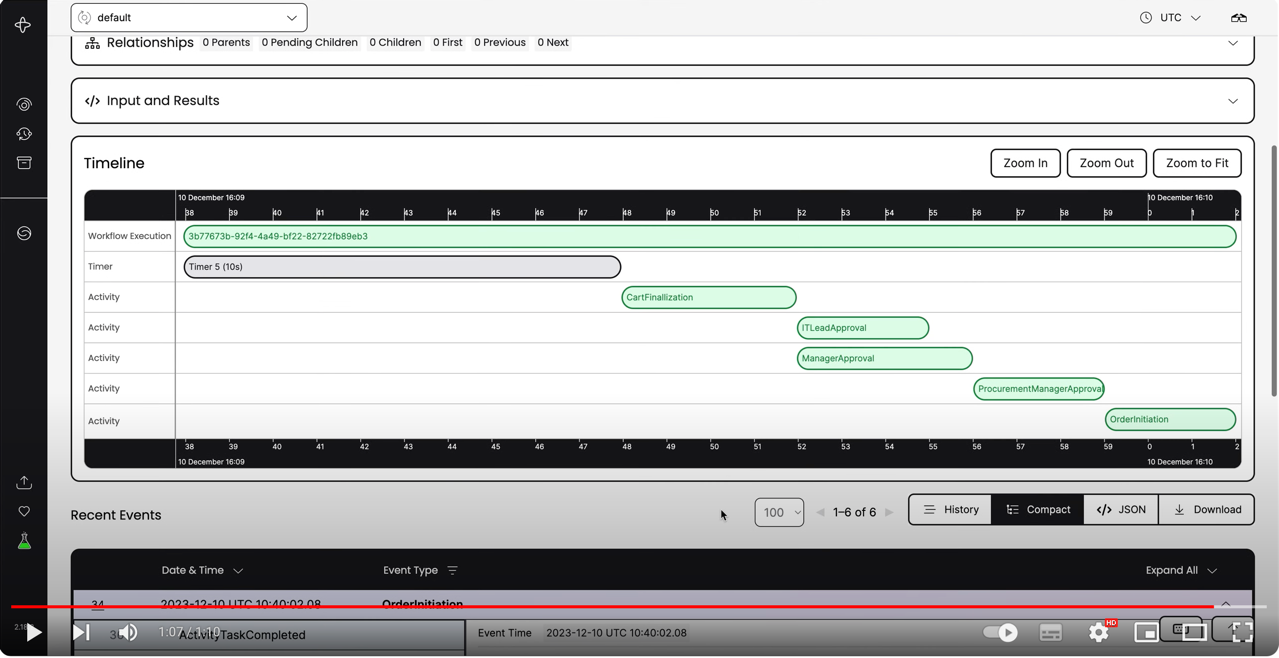 default
UTC
Relationships 0 Parents 0 Pending Children 0 Children 0 First 0 Previous 0 Next
</> Input and Results
Timeline
Zoom In Zoom Out Zoom to Fit
10 December 16:09 10 December 16:10
38 39 40 41 42 43 44 45 46 47 48 49 50 51 52 53 54 55 56 57 58 59 0 1 2
Workflow Execution 3b77673b-92f4-4a49-bf22-82722fb89eb3
Timer Timer 5 (10s)
Activity CartFinallization
Activity ITLeadApproval
Activity ManagerApproval
Activity ProcurementManagerApproval
Activity OrderInitiation
38 39 40 41 42 43 44 45 46 47 48 49 50 51 52 53 54 55 56 57 58 59 0 1 2
10 December 16:09 10 December 16:10
Recent Events 100 1–6 of 6 History Compact </> JSON Download
Date & Time Event Type Expand All
34 2023-12-10 UTC 10:40:02.08 OrderInitiation
1:07 / 1:10 ActivityTaskCompleted Event Time 2023-12-10 UTC 10:40:02.08 HD